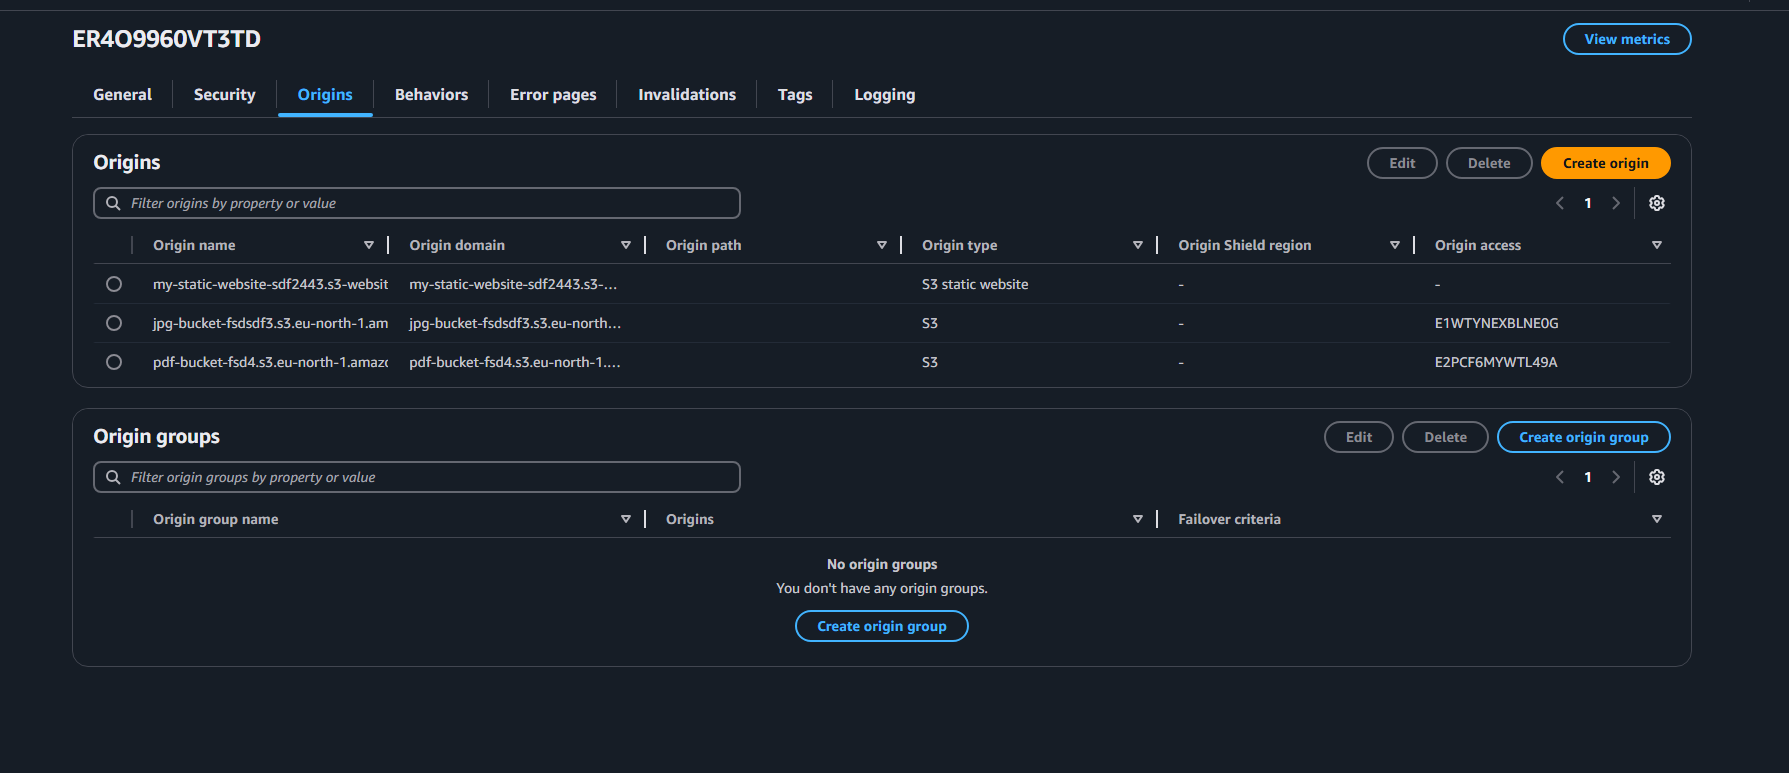 ER4O9960VT3TD
View metrics
General Security Origins Behaviors Error pages Invalidations Tags Logging
Origins
Edit Delete Create origin
Filter origins by property or value
1
Origin name Origin domain Origin path Origin type Origin Shield region Origin access
my-static-website-sdf2443.s3-websit my-static-website-sdf2443.s3-... S3 static website - -
jpg-bucket-fsdsdf3.s3.eu-north-1.am jpg-bucket-fsdsdf3.s3.eu-north... S3 - E1WTYNEXBLNE0G
pdf-bucket-fsd4.s3.eu-north-1.amazo pdf-bucket-fsd4.s3.eu-north-1.... S3 - E2PCF6MYWTL49A
Origin groups
Edit Delete Create origin group
Filter origin groups by property or value
1
Origin group name Origins Failover criteria
No origin groups
You don't have any origin groups.
Create origin group